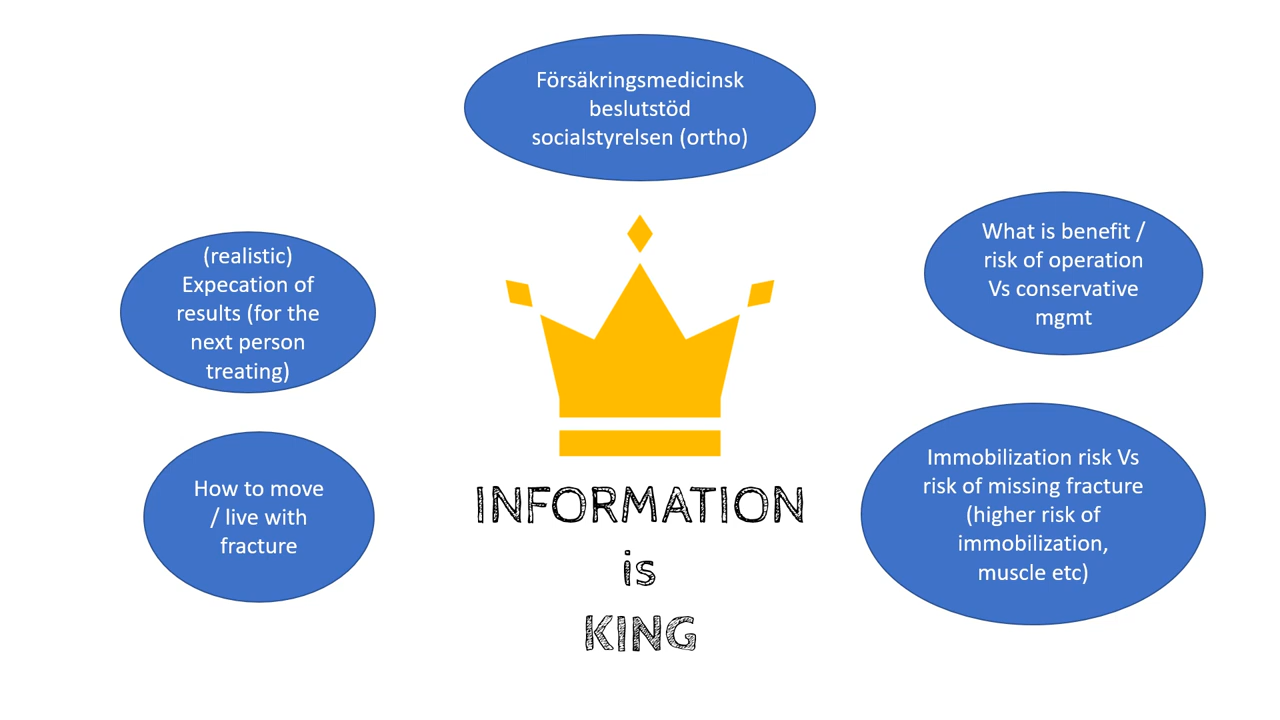 Försäkringsmedicinsk
beslutstöd
socialstyrelsen (ortho)
(realistic)
Expecation of
results (for the
next person
treating)
What is benefit /
risk of operation
Vs conservative
mgmt
How to move
/ live with
fracture
Immobilization risk Vs
risk of missing fracture
(higher risk of
immobilization,
muscle etc)
INFORMATION
is
KING